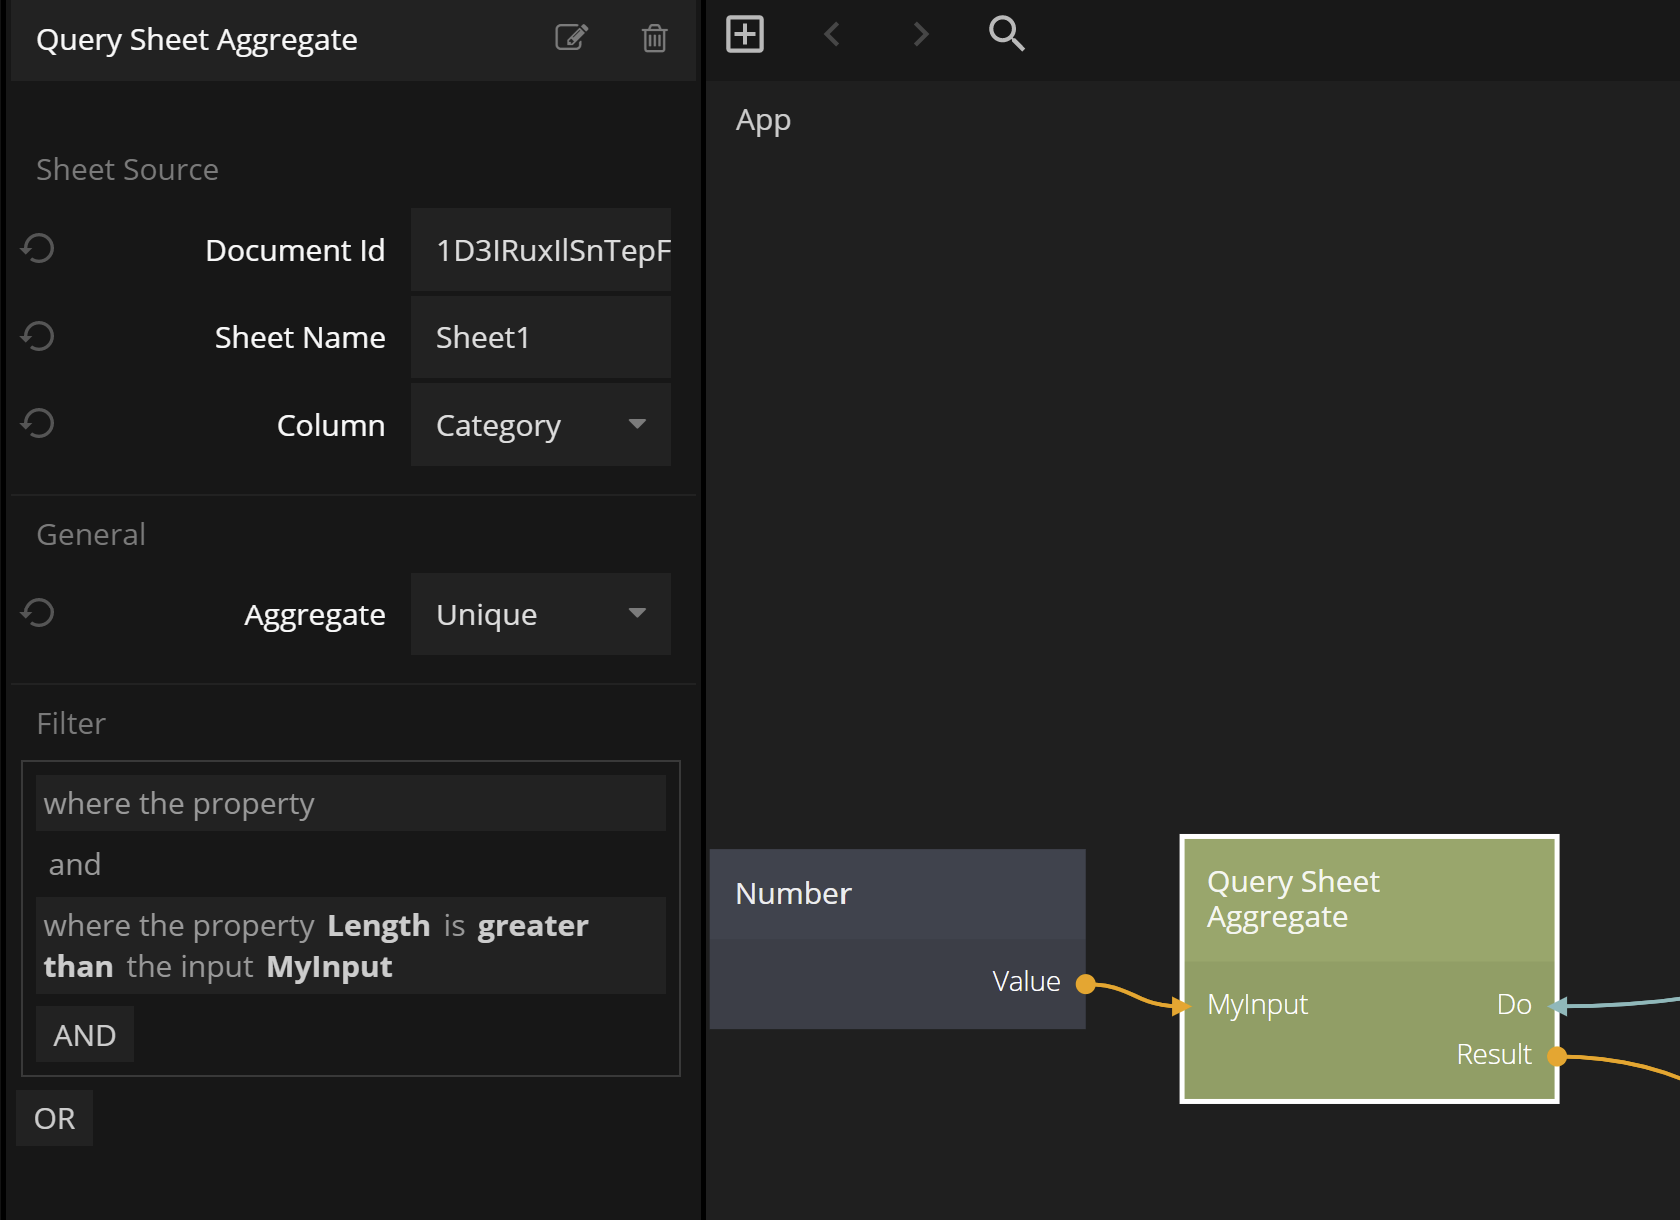 Query Sheet Aggregate
Sheet Source
Document Id
1D3IRuxIlSnTepF
Sheet Name
Sheet1
Column
Category
General
Aggregate
Unique
Filter
where the property
and
where the property Length is greater
than the input MyInput
AND
OR
App
Number
Value
Query Sheet
Aggregate
MyInput
Do
Result